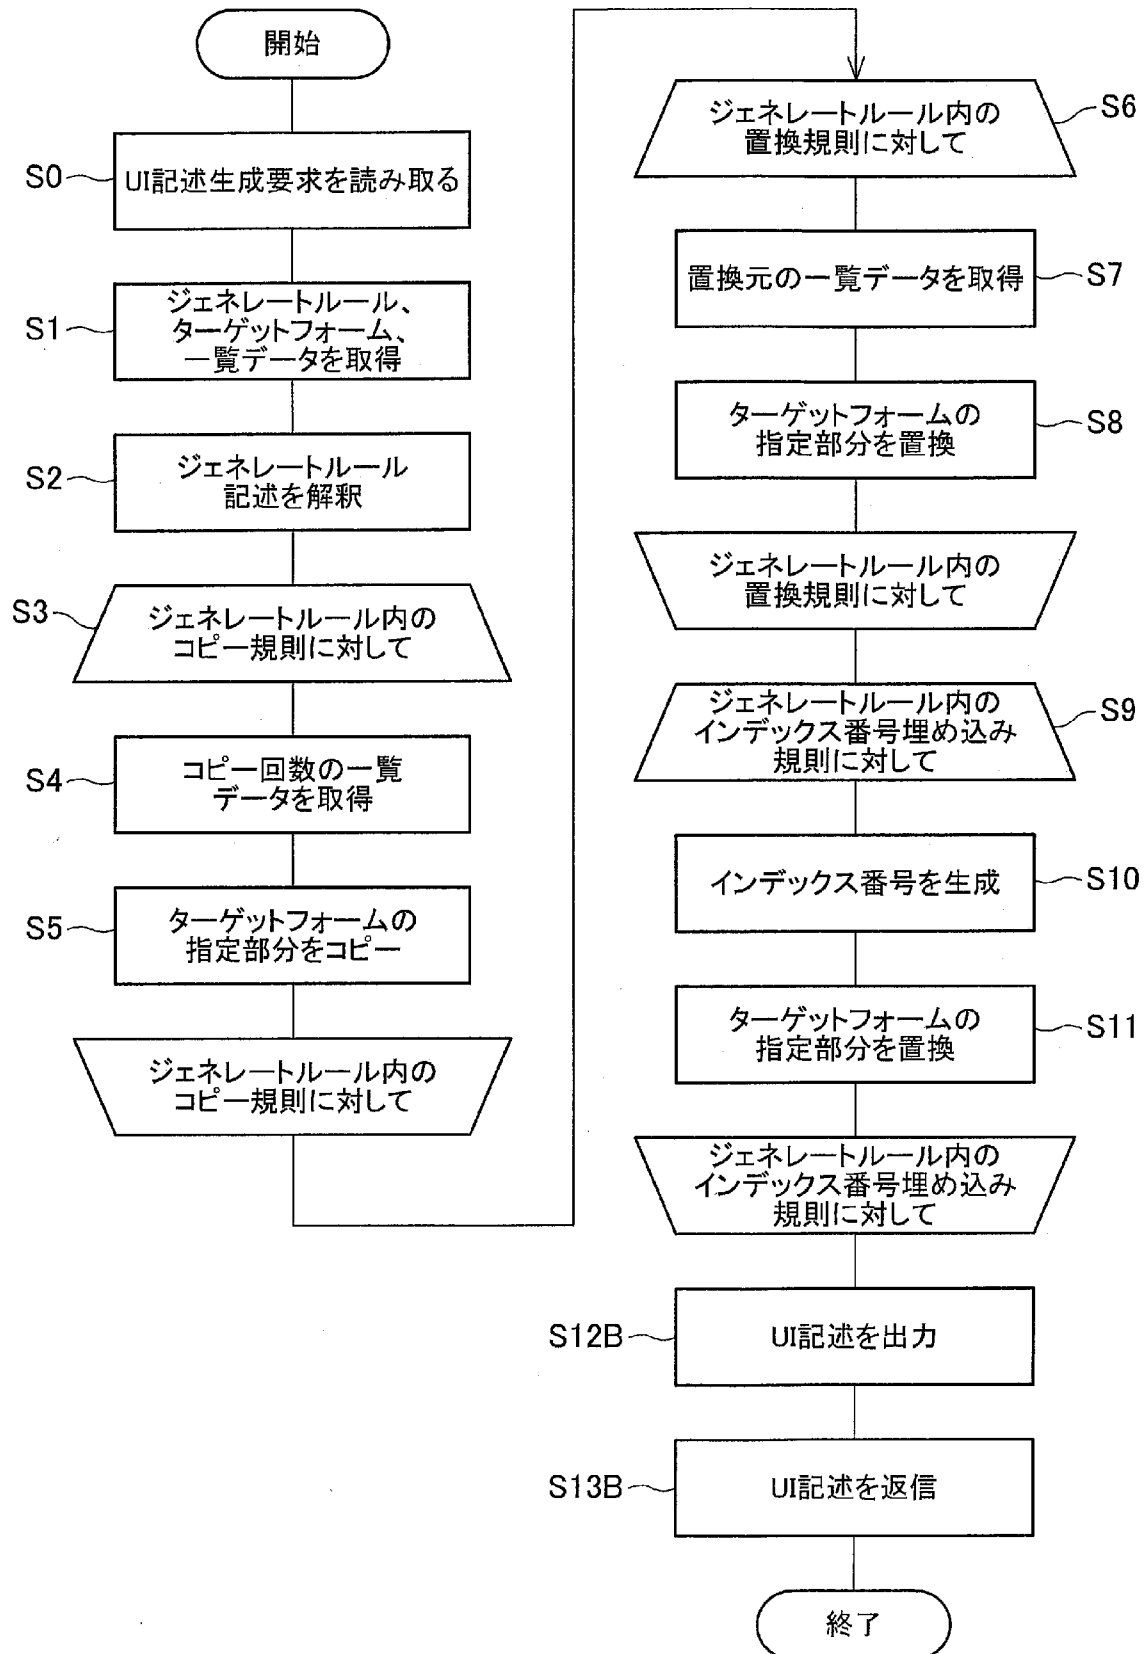 開始
S0
UI記述生成要求を読み取る
S1
ジェネレートルール、
ターゲットフォーム、
一覧データを取得
S2
ジェネレートルール
記述を解釈
S3
ジェネレートルール内の
コピー規則に対して
S4
コピー回数の一覧
データを取得
S5
ターゲットフォームの
指定部分をコピー
ジェネレートルール内の
コピー規則に対して
ジェネレートルール内の
置換規則に対して
S6
置換元の一覧データを取得
S7
ターゲットフォームの
指定部分を置換
S8
ジェネレートルール内の
置換規則に対して
ジェネレートルール内の
インデックス番号埋め込み
規則に対して
S9
インデックス番号を生成
S10
ターゲットフォームの
指定部分を置換
S11
ジェネレートルール内の
インデックス番号埋め込み
規則に対して
S12B
UI記述を出力
S13B
UI記述を返信
終了